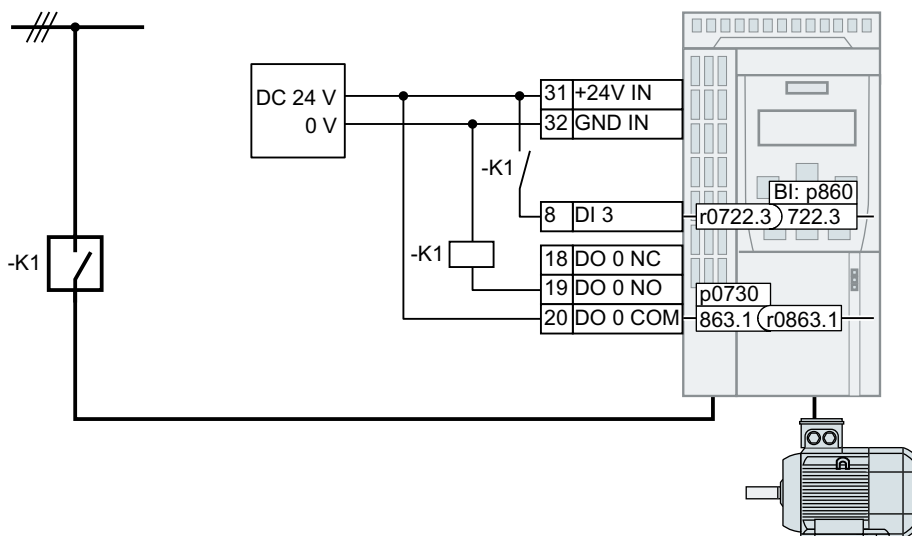 DC 24 V
0 V
31 +24V IN
32 GND IN
-K1
8 DI 3
BI: p860
r0722.3 722.3
-K1
-K1
18 DO 0 NC
19 DO 0 NO
20 DO 0 COM
p0730
863.1 r0863.1